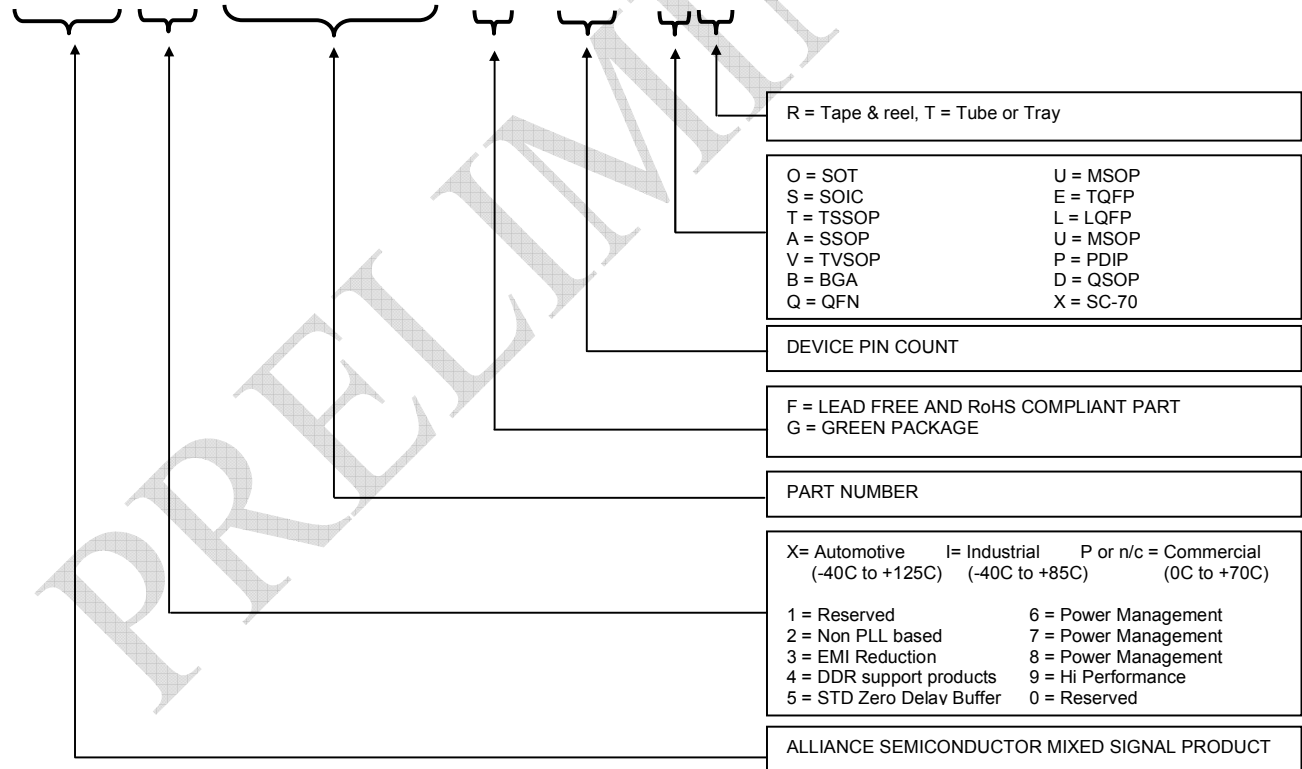 R = Tape & reel, T = Tube or Tray
O = SOT U = MSOP
S = SOIC E = TQFP
T = TSSOP L = LQFP
A = SSOP U = MSOP
V = TVSOP P = PDIP
B = BGA D = QSOP
Q = QFN X = SC-70
DEVICE PIN COUNT
F = LEAD FREE AND RoHS COMPLIANT PART
G = GREEN PACKAGE
PART NUMBER
X= Automotive I= Industrial P or n/c = Commercial
(-40C to +125C) (-40C to +85C) (0C to +70C)
1 = Reserved 6 = Power Management
2 = Non PLL based 7 = Power Management
3 = EMI Reduction 8 = Power Management
4 = DDR support products 9 = Hi Performance
5 = STD Zero Delay Buffer 0 = Reserved
ALLIANCE SEMICONDUCTOR MIXED SIGNAL PRODUCT
PRELIMI